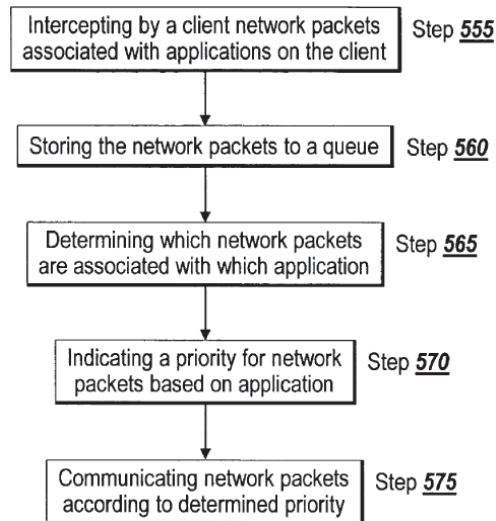 Intercepting by a client network packets
associated with applications on the client
Step 555
Storing the network packets to a queue
Step 560
Determining which network packets
are associated with which application
Step 565
Indicating a priority for network
packets based on application
Step 570
Communicating network packets
according to determined priority
Step 575